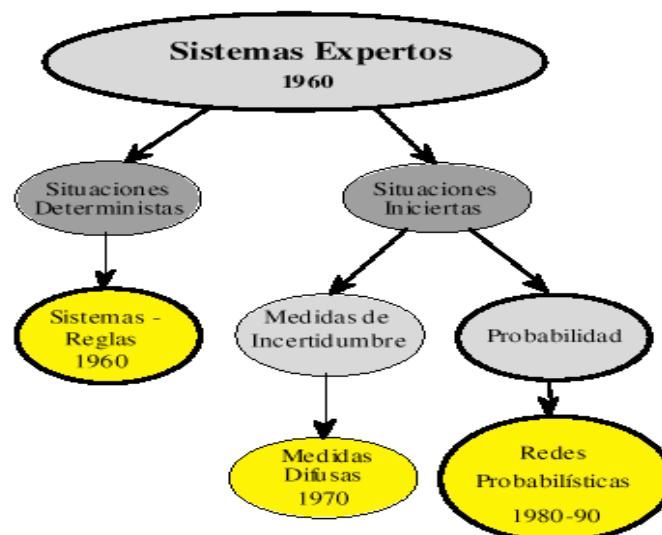 Sistemas Expertos
1960
Situaciones
Deterministas
Situaciones
Iniciertas
Sistemas -
Reglas
1960
Medidas de
Incertidumbre
Probabilidad
Medidas
Difusas
1970
Redes
Probabilísticas
1980-90